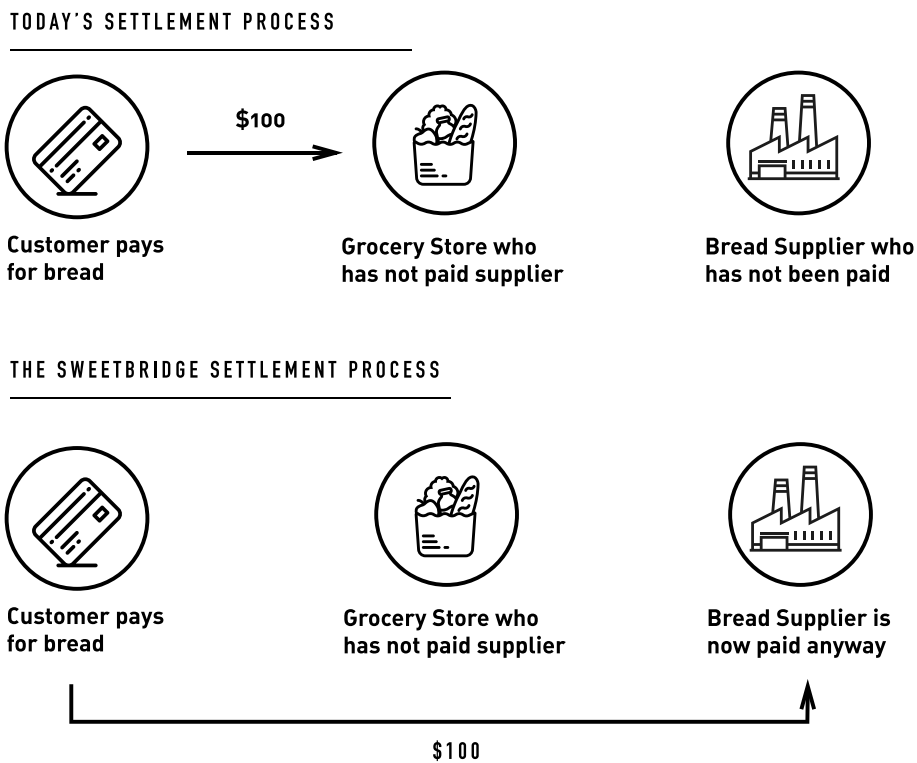 TODAY'S SETTLEMENT PROCESS
$100
Customer pays
for bread
Grocery Store who
has not paid supplier
Bread Supplier who
has not been paid
THE SWEETBRIDGE SETTLEMENT PROCESS
Customer pays
for bread
Grocery Store who
has not paid supplier
Bread Supplier is
now paid anyway
$100